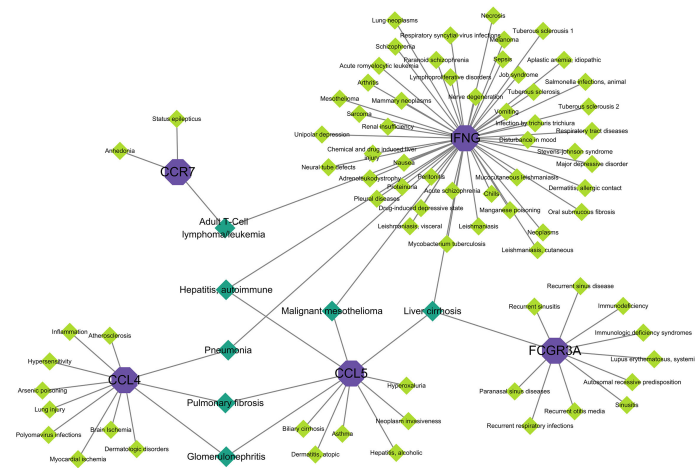 Necrosis
Lung neoplasms
Tuberous sclerousis 1
Respiratory syncytial virus infections
Melanoma
Schizophrenia
Paranoid schizophrenia
Sepsis
Aplastic anemia, idiopathic
Acute romyelocytic leukemia
Lymphoproliferative disorders
Job syndrome
Arthritis
Salmonella infections, animal
Tuberous sclerosis
Mesothelioma
Mammary neoplasms
Nerve degeneration
Tuberous sclerousis 2
Vomiting
Sarcoma
Status epilepticus
Infection by trichuris trichiura
Renal insufficiency
Respiratory tract diseases
Unipolar depression
IFNG
Disturbance in mood
Anhedonia
Chemical and drug induced liver
injury
Stevens-johnson syndrome
Nausea
Major depressive disorder
Neural tube defects
CCR7
Adrenoleukodystrophy
Peritonitis
Mucocutaneous leishmaniasis
Proteinuria
Acute schizophrenia
Dermatitis, allergic contact
Pleural diseases
Chills
Drug-induced depressive state
Manganese poisoning
Oral submucous fibrosis
Adult T-Cell
lymphoma/leukemia
Leishmaniasis, visceral
Leishmaniasis
Neoplasms
Mycobacterium tuberculosis
Leishmaniasis, cutaneous
Recurrent sinus disease
Hepatitis, autoimmune
Recurrent sinusitis
Immunodeficiency
Malignant mesothelioma
Liver cirrhosis
Inflammation
Atherosclerosis
Immunologic deficiency syndromes
Pneumonia
FCGR3A
Hypersensitivity
Lupus erythematosus, systemi
CCL4
CCL5
Autosomal recessive predisposition
Hyperoxaluria
Arsenic poisoning
Paranasal sinus diseases
Pulmonary fibrosis
Lung injury
Sinusitis
Recurrent otitis media
Neoplasm invasiveness
Brain Ischemia
Biliary cirrhosis
Asthma
Recurrent respiratory infections
Polyomavirus infections
Dermatologic disorders
Glomerulonephritis
Dermatitis, atopic
Hepatitis, alcoholic
Myocardial ischemia